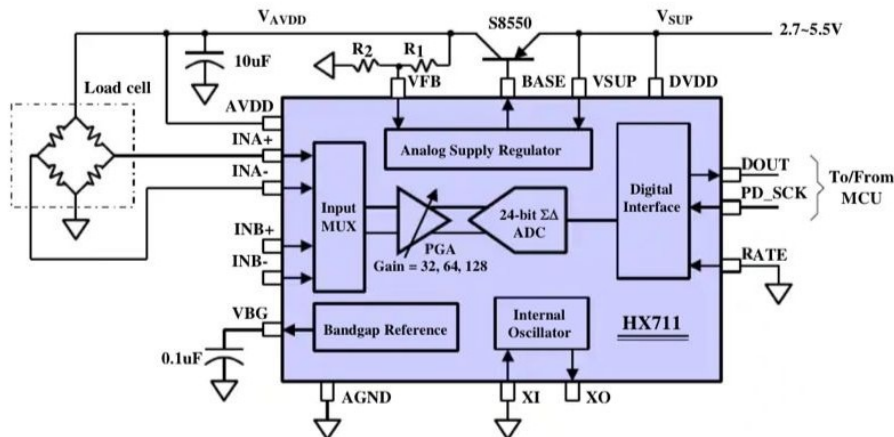 V_AVDD
S8550
V_SUP
2.7~5.5V
10uF
R2
R1
VFB
BASE
VSUP
DVDD
Load cell
AVDD
INA+
INA-
INB+
INB-
Analog Supply Regulator
Input
MUX
PGA
Gain = 32, 64, 128
24-bit ΣΔ
ADC
Digital
Interface
DOUT
PD_SCK
To/From
MCU
RATE
VBG
0.1uF
Bandgap Reference
Internal
Oscillator
HX711
AGND
XI
XO